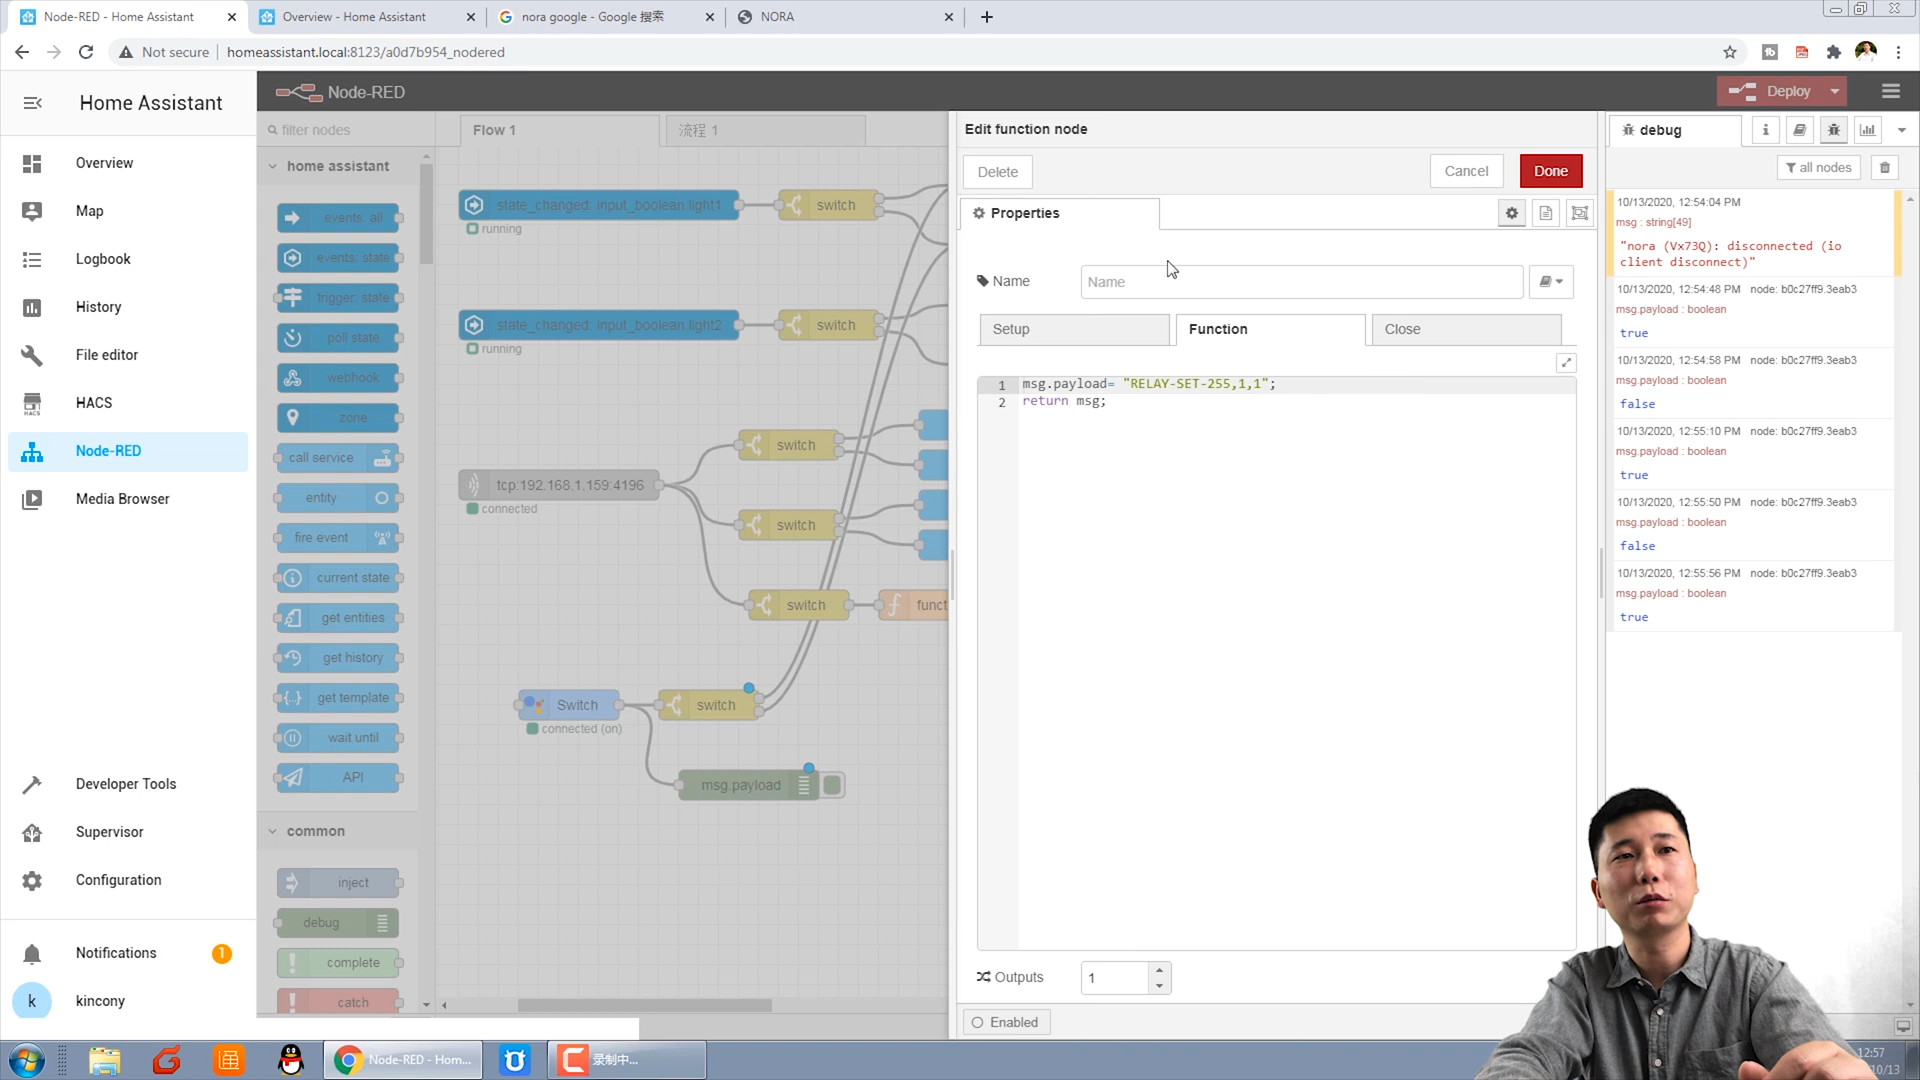 Node-RED - Home Assistant
Overview - Home Assistant
nora google - Google 搜索
NORA
Not secure
homeassistant.local:8123/a0d7b954_nodered
Home Assistant
Node-RED
Deploy
Overview
Map
Logbook
History
File editor
HACS
Node-RED
Media Browser
Developer Tools
Supervisor
Configuration
Notifications
1
k
kincony
filter nodes
home assistant
events: all
events: state
trigger: state
poll state
webhook
zone
call service
entity
fire event
current state
get entities
get history
get template
wait until
API
common
inject
debug
complete
catch
Flow 1
流程 1
state_changed: input_boolean.light1
running
switch
state_changed: input_boolean.light2
running
switch
switch
tcp:192.168.1.159:4196
connected
switch
switch
funct
Switch
connected (on)
switch
msg.payload
Edit function node
Delete
Cancel
Done
Properties
Name
Name
Setup
Function
Close
1 msg.payload= "RELAY-SET-255,1,1";
2 return msg;
Outputs
1
Enabled
debug
all nodes
10/13/2020, 12:54:04 PM
msg : string[49]
"nora (Vx73Q): disconnected (io
client disconnect)"
10/13/2020, 12:54:48 PM node: b0c27ff9.3eab3
msg.payload : boolean
true
10/13/2020, 12:54:58 PM node: b0c27ff9.3eab3
msg.payload : boolean
false
10/13/2020, 12:55:10 PM node: b0c27ff9.3eab3
msg.payload : boolean
true
10/13/2020, 12:55:50 PM node: b0c27ff9.3eab3
msg.payload : boolean
false
10/13/2020, 12:55:56 PM node: b0c27ff9.3eab3
msg.payload : boolean
true
Node-RED - Hom...
录制中...
12:57
10/13